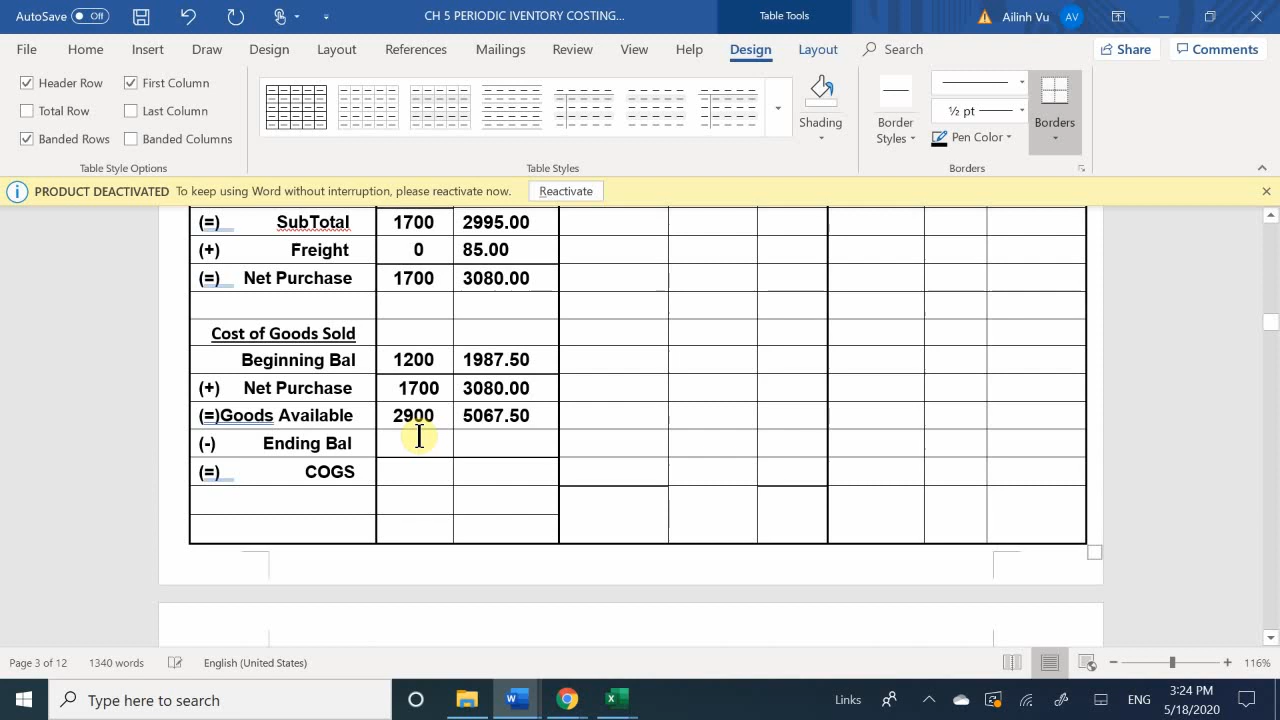 AutoSave Off CH 5 PERIODIC IVENTORY COSTING... Table Tools Ailinh Vu AV
File Home Insert Draw Design Layout References Mailings Review View Help Design Layout Search Share Comments
Header Row First Column
Total Row Last Column
Banded Rows Banded Columns
Shading
Border Styles
½ pt
Pen Color
Borders
Table Style Options Table Styles Borders
PRODUCT DEACTIVATED To keep using Word without interruption, please reactivate now. Reactivate
(=) SubTotal 1700 2995.00
(+) Freight 0 85.00
(=) Net Purchase 1700 3080.00
Cost of Goods Sold
Beginning Bal 1200 1987.50
(+) Net Purchase 1700 3080.00
(=)Goods Available 2900 5067.50
(-) Ending Bal
(=) COGS
Page 3 of 12 1340 words English (United States) 116%
Type here to search Links ENG 3:24 PM
5/18/2020